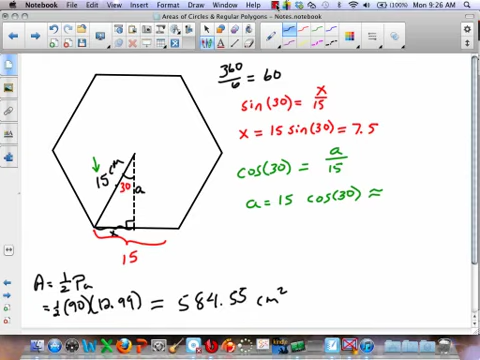 Notebook File Edit View Insert Format Draw Window Help
Mon 9:26 AM
Areas of Circles & Regular Polygons - Notes.notebook
360
6 = 60
sin(30) = x
15
x = 15 sin(30) = 7.5
cos(30) = a
15
a = 15 cos(30) ≈
15 cm
30
a
x
15
A = 1/2 Pa
= 1/2 (90)(12.99) = 584.55 cm²